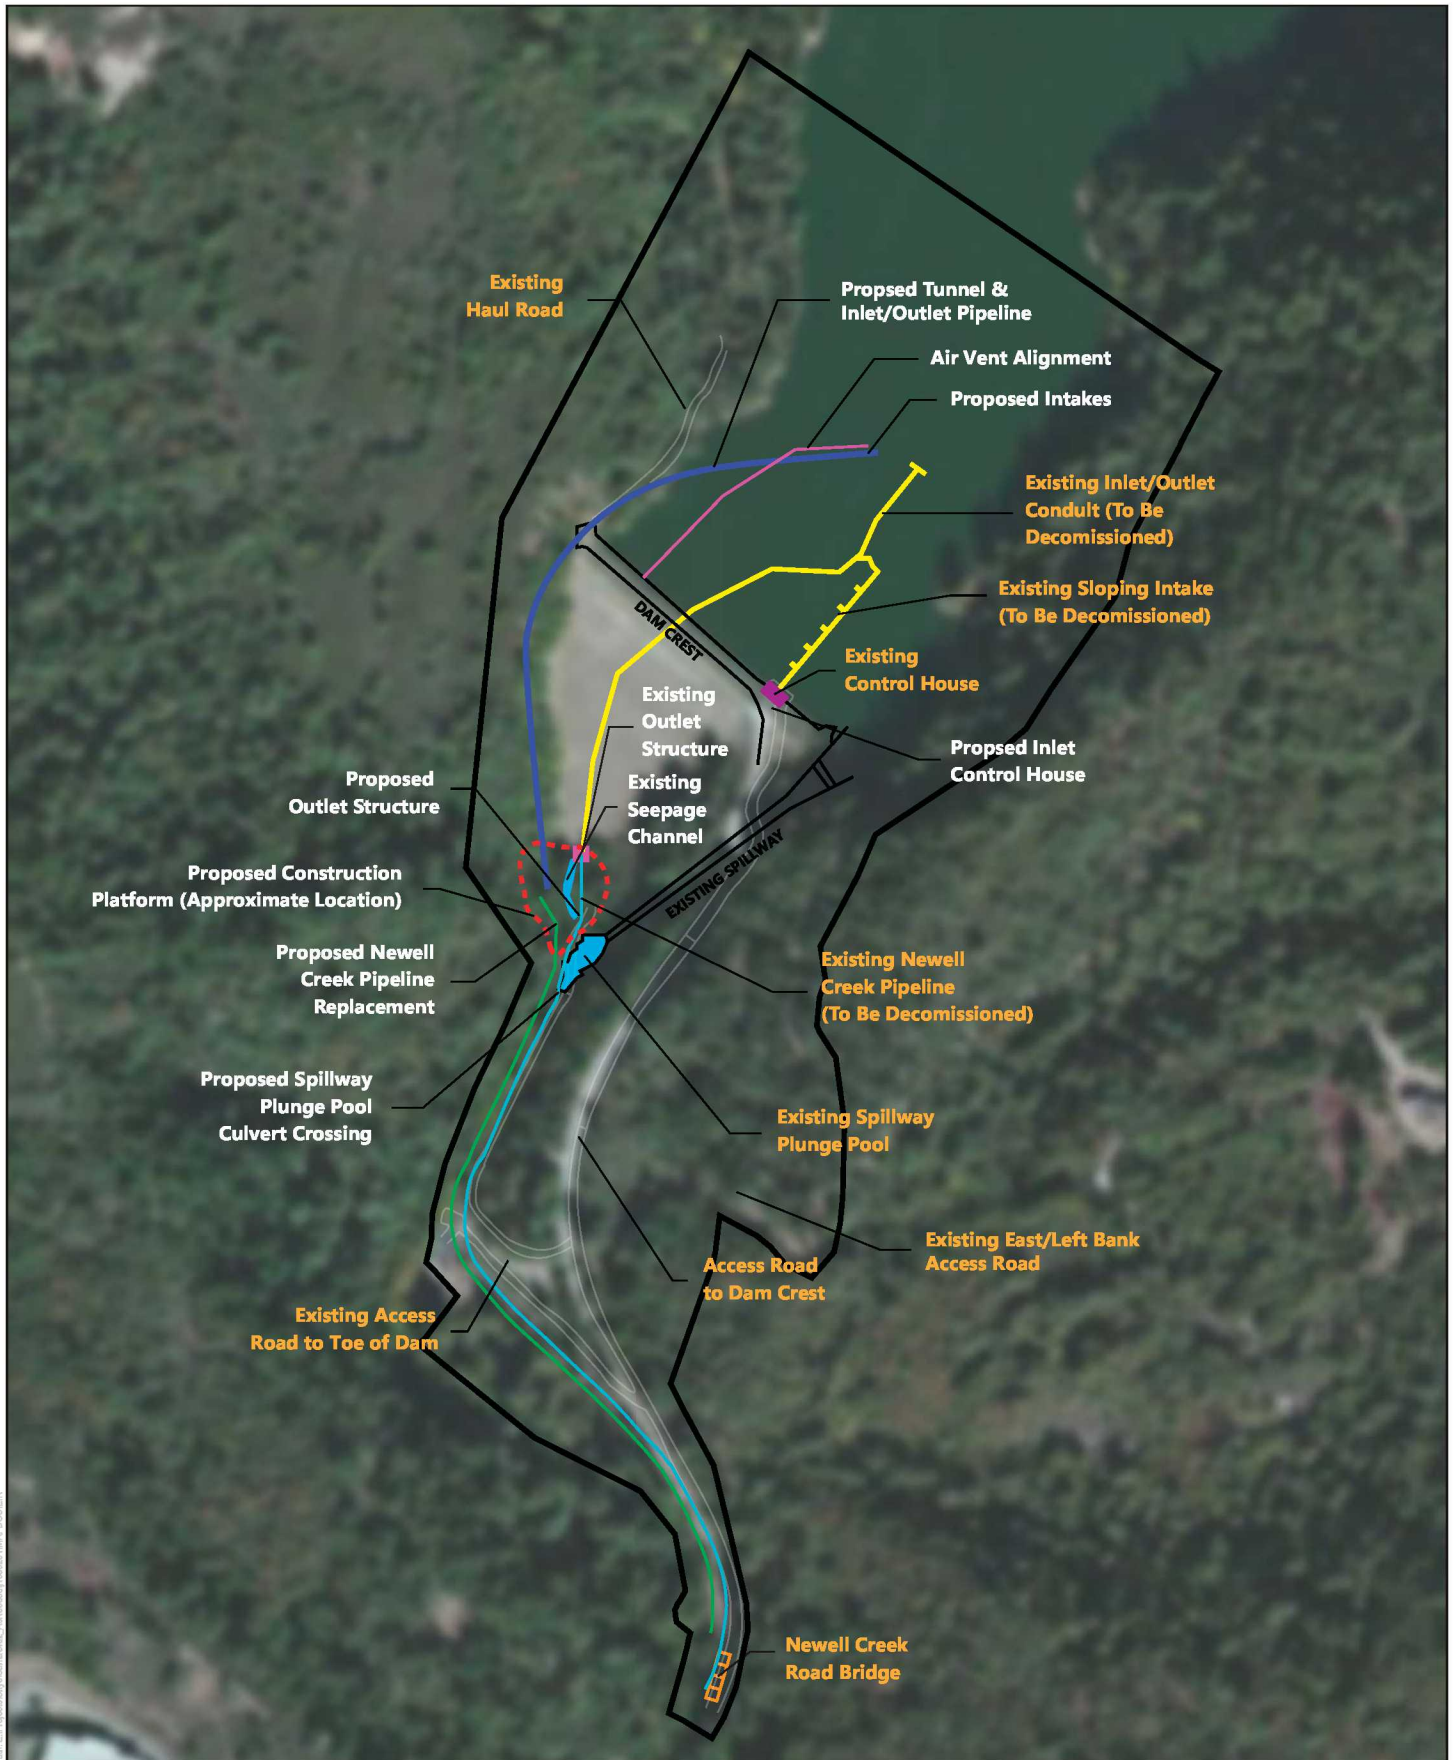 Existing
Haul Road
Propsed Tunnel &
Inlet/Outlet Pipeline
Air Vent Alignment
Proposed Intakes
Existing Inlet/Outlet
Condult (To Be
Decomissioned)
Existing Sloping Intake
(To Be Decomissioned)
DAM CREST
Existing
Control House
Existing
Outlet
Structure
Propsed Inlet
Control House
Proposed
Outlet Structure
Existing
Seepage
Channel
EXISTING SPILLWAY
Proposed Construction
Platform (Approximate Location)
Proposed Newell
Creek Pipeline
Replacement
Existing Newell
Creek Pipeline
(To Be Decomissioned)
Proposed Spillway
Plunge Pool
Culvert Crossing
Existing Spillway
Plunge Pool
Existing East/Left Bank
Access Road
Access Road
to Dam Crest
Existing Access
Road to Toe of Dam
Newell Creek
Road Bridge